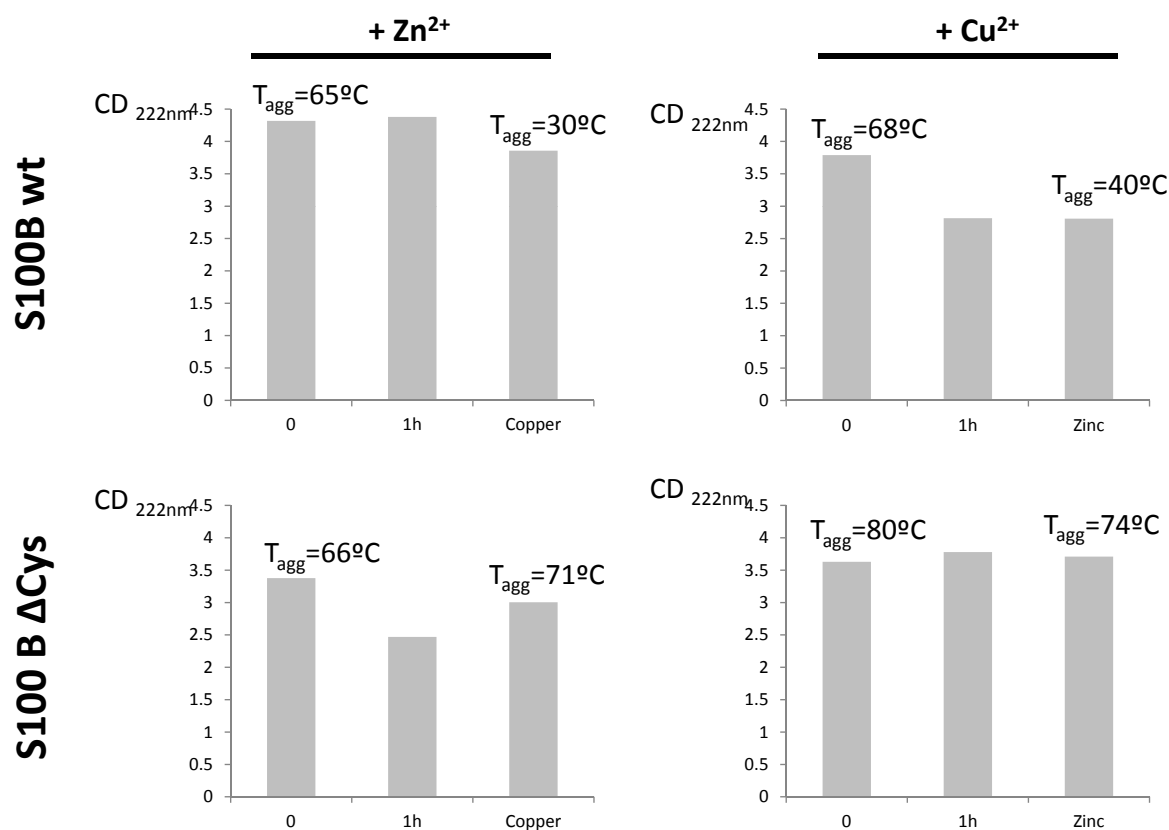 + Zn²⁺
+ Cu²⁺
S100B wt
CD 222nm
Tagg=65ºC
Tagg=30ºC
4.5
4
3.5
3
2.5
2
1.5
1
0.5
0
0 1h Copper
CD 222nm
Tagg=68ºC
Tagg=40ºC
4.5
4
3.5
3
2.5
2
1.5
1
0.5
0
0 1h Zinc
S100 B ΔCys
CD 222nm
Tagg=66ºC
Tagg=71ºC
4.5
4
3.5
3
2.5
2
1.5
1
0.5
0
0 1h Copper
CD 222nm
Tagg=80ºC
Tagg=74ºC
4.5
4
3.5
3
2.5
2
1.5
1
0.5
0
0 1h Zinc